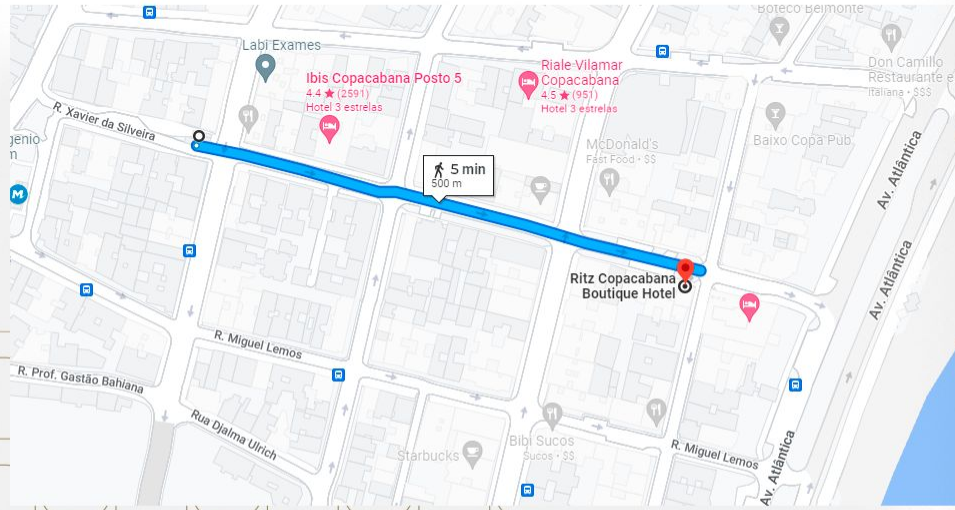 Boteco Belmonte
Labi Exames
Riale Vilamar
Copacabana
4.5 ★ (951)
Hotel 3 estrelas
Don Camillo
Restaurante e
Italiana • $$$
Ibis Copacabana Posto 5
4.4 ★ (2591)
Hotel 3 estrelas
R. Xavier da Silveira
McDonald's
Fast Food • $$
Baixo Copa Pub
Av. Atlântica
5 min
500 m
M
Ritz Copacabana
Boutique Hotel
Av. Atlântica
R. Miguel Lemos
R. Prof. Gastão Bahiana
Rua Djalma Ulrich
Starbucks
Bibi Sucos
Sucos • $$
R. Miguel Lemos
Av. Atlântica